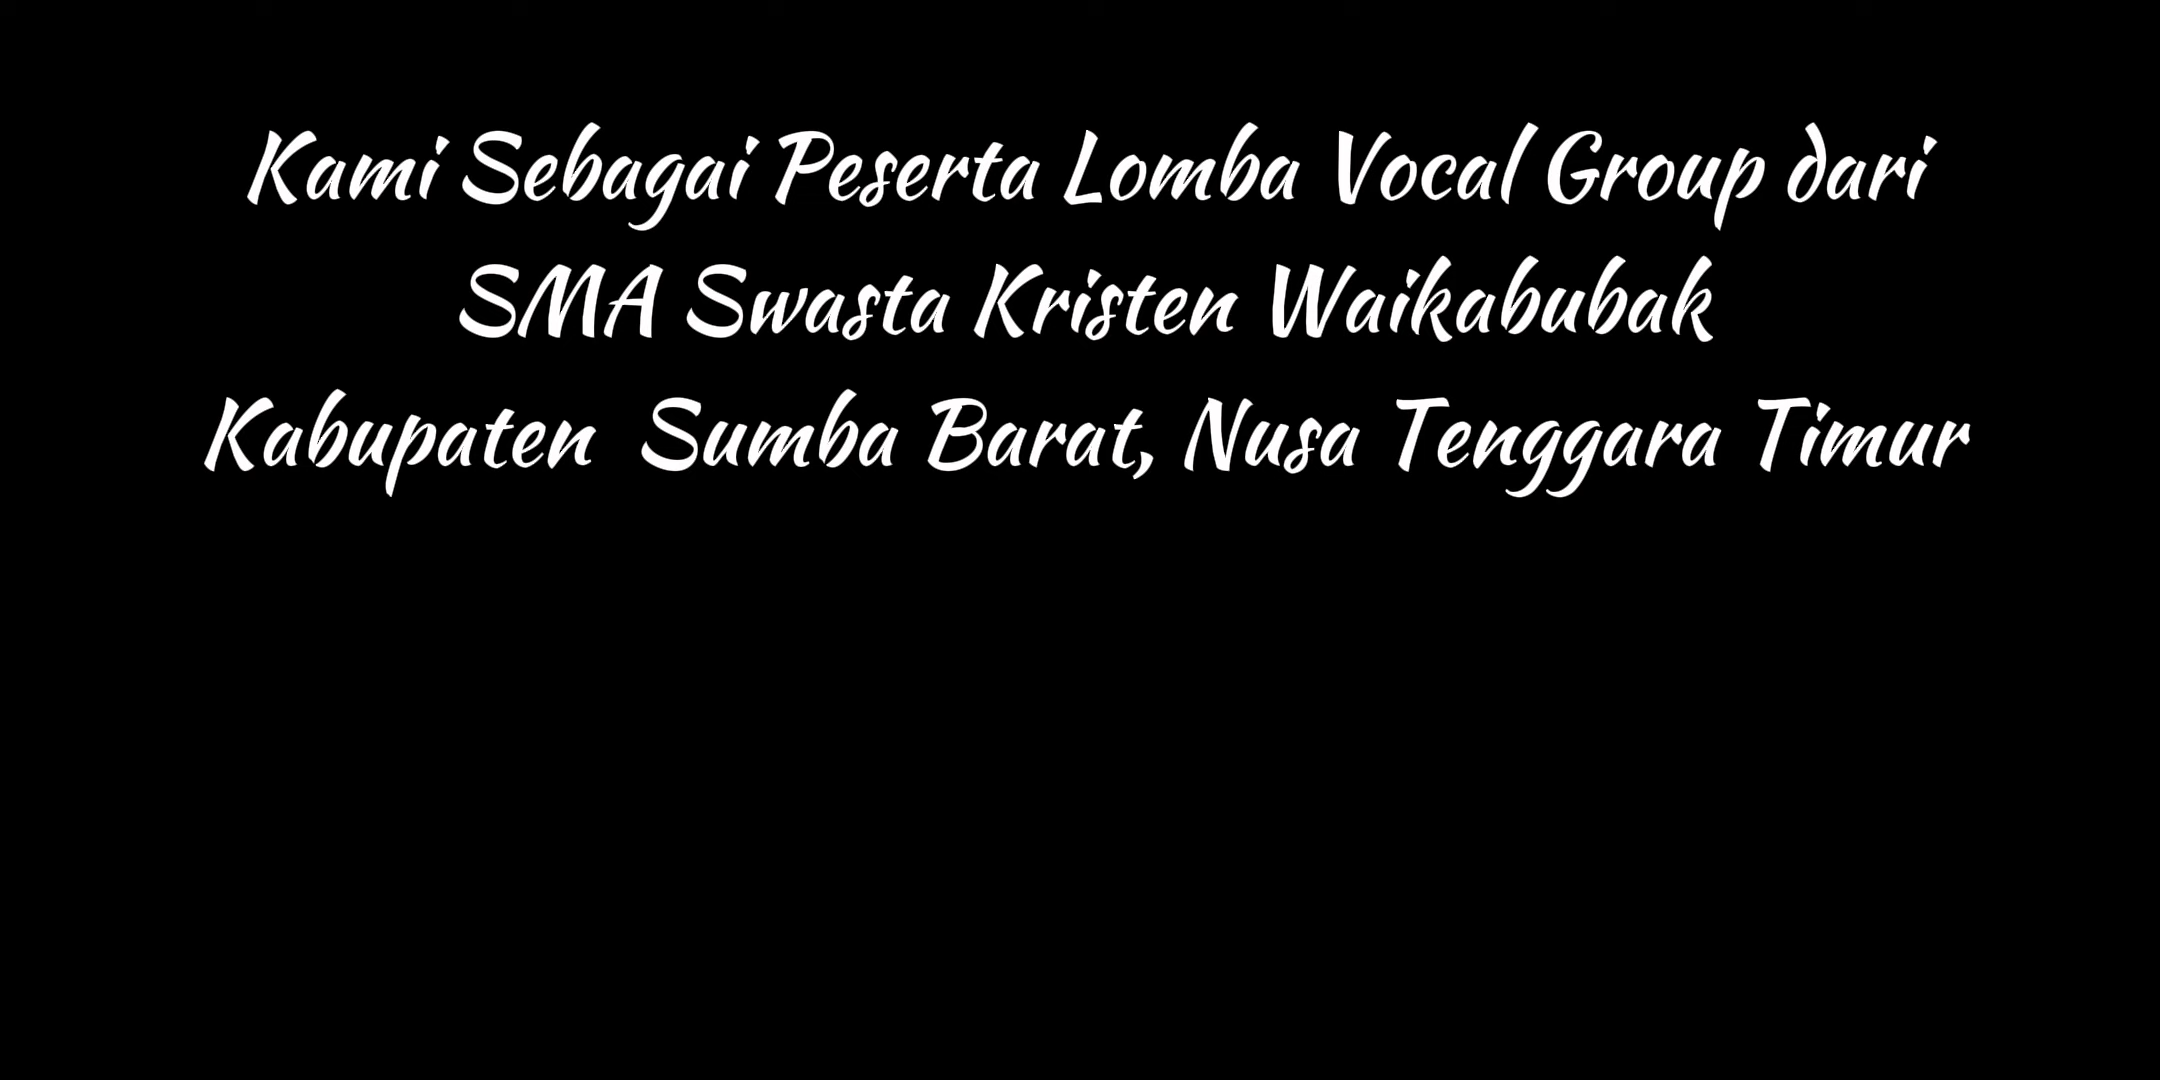 Kami Sebagai Peserta Lomba Vocal Group dari
SMA Swasta Kristen Waikabubak
Kabupaten Sumba Barat, Nusa Tenggara Timur